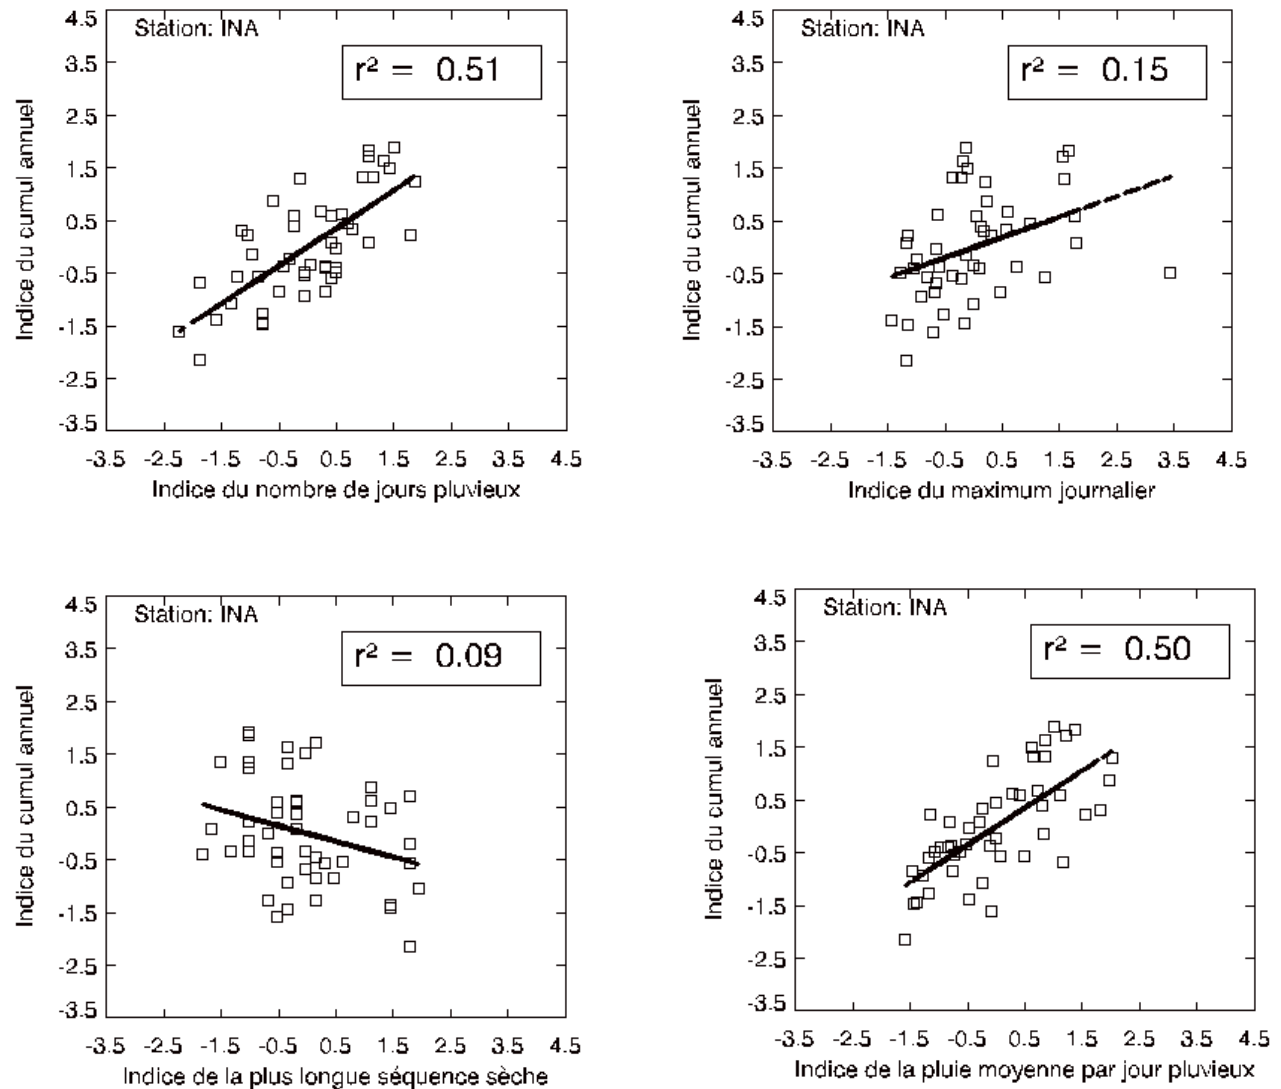 Station: INA
r² = 0.51
4.5
3.5
2.5
1.5
0.5
-0.5
-1.5
-2.5
-3.5
-3.5 -2.5 -1.5 -0.5 0.5 1.5 2.5 3.5 4.5
Indice du cumul annuel
Indice du nombre de jours pluvieux
Station: INA
r² = 0.15
4.5
3.5
2.5
1.5
0.5
-0.5
-1.5
-2.5
-3.5
-3.5 -2.5 -1.5 -0.5 0.5 1.5 2.5 3.5 4.5
Indice du cumul annuel
Indice du maximum journalier
Station: INA
r² = 0.09
4.5
3.5
2.5
1.5
0.5
-0.5
-1.5
-2.5
-3.5
-3.5 -2.5 -1.5 -0.5 0.5 1.5 2.5 3.5 4.5
Indice du cumul annuel
Indice de la plus longue séquence sèche
Station: INA
r² = 0.50
4.5
3.5
2.5
1.5
0.5
-0.5
-1.5
-2.5
-3.5
-3.5 -2.5 -1.5 -0.5 0.5 1.5 2.5 3.5 4.5
Indice du cumul annuel
Indice de la pluie moyenne par jour pluvieux